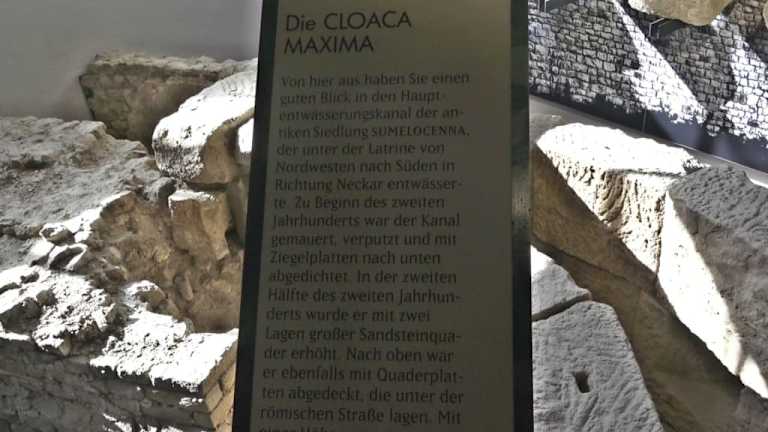 Die CLOACA
MAXIMA
Von hier aus haben Sie einen
guten Blick in den Haupt-
entwässerungskanal der an-
tiken Siedlung SUMELOCENNA,
der unter der Latrine von
Nordwesten nach Süden in
Richtung Neckar entwässer-
te. Zu Beginn des zweiten
Jahrhunderts war der Kanal
gemauert, verputzt und mit
Ziegelplatten nach unten
abgedichtet. In der zweiten
Hälfte des zweiten Jahrhun-
derts wurde er mit zwei
Lagen großer Sandsteinqua-
der erhöht. Nach oben war
er ebenfalls mit Quaderplat-
ten abgedeckt, die unter der
römischen Straße lagen. Mit